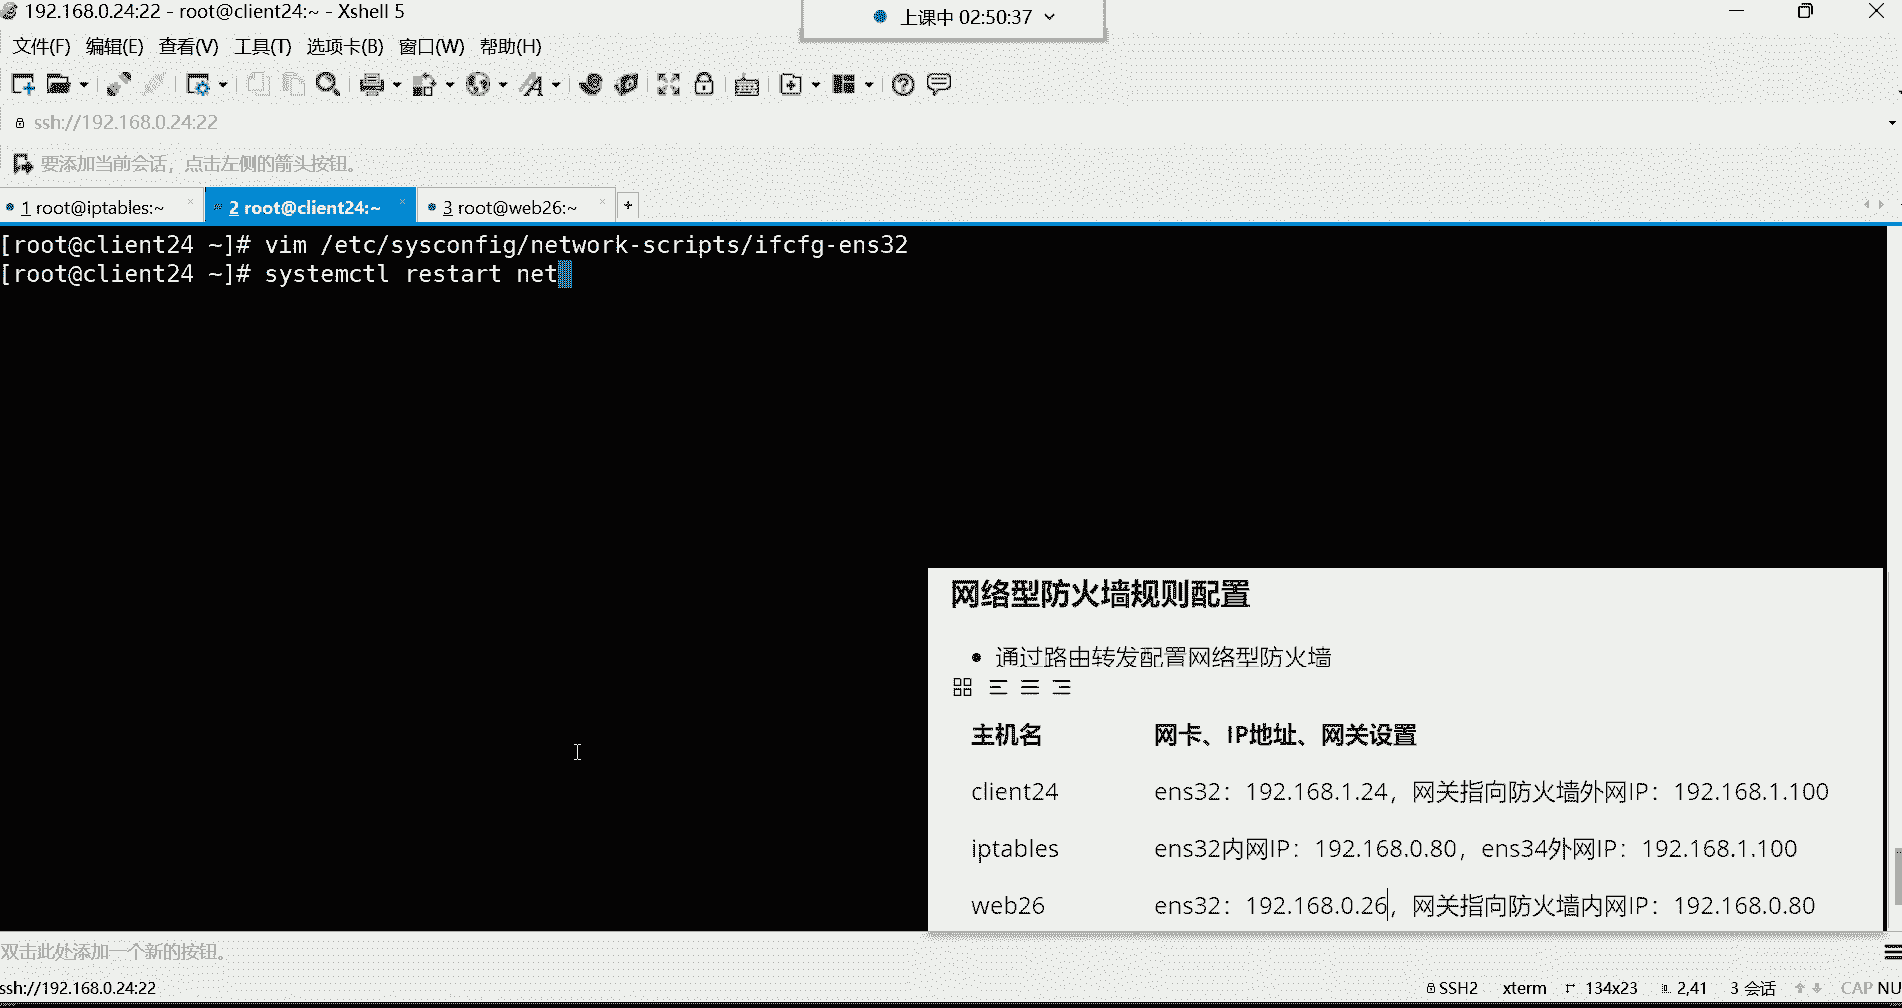 192.168.0.24:22 - root@client24:~ - Xshell 5
上课中 02:50:37
文件(F) 编辑(E) 查看(V) 工具(T) 选项卡(B) 窗口(W) 帮助(H)
ssh://192.168.0.24:22
要添加当前会话，点击左侧的箭头按钮。
1 root@iptables:~ 2 root@client24:~ 3 root@web26:~ +
[root@client24 ~]# vim /etc/sysconfig/network-scripts/ifcfg-ens32
[root@client24 ~]# systemctl restart net
网络型防火墙规则配置
• 通过路由转发配置网络型防火墙
主机名 网卡、IP地址、网关设置
client24 ens32：192.168.1.24，网关指向防火墙外网IP：192.168.1.100
iptables ens32内网IP：192.168.0.80，ens34外网IP：192.168.1.100
web26 ens32：192.168.0.26，网关指向防火墙内网IP：192.168.0.80
双击此处添加一个新的按钮。
ssh://192.168.0.24:22 SSH2 xterm 134x23 2,41 3 会话 CAP NU